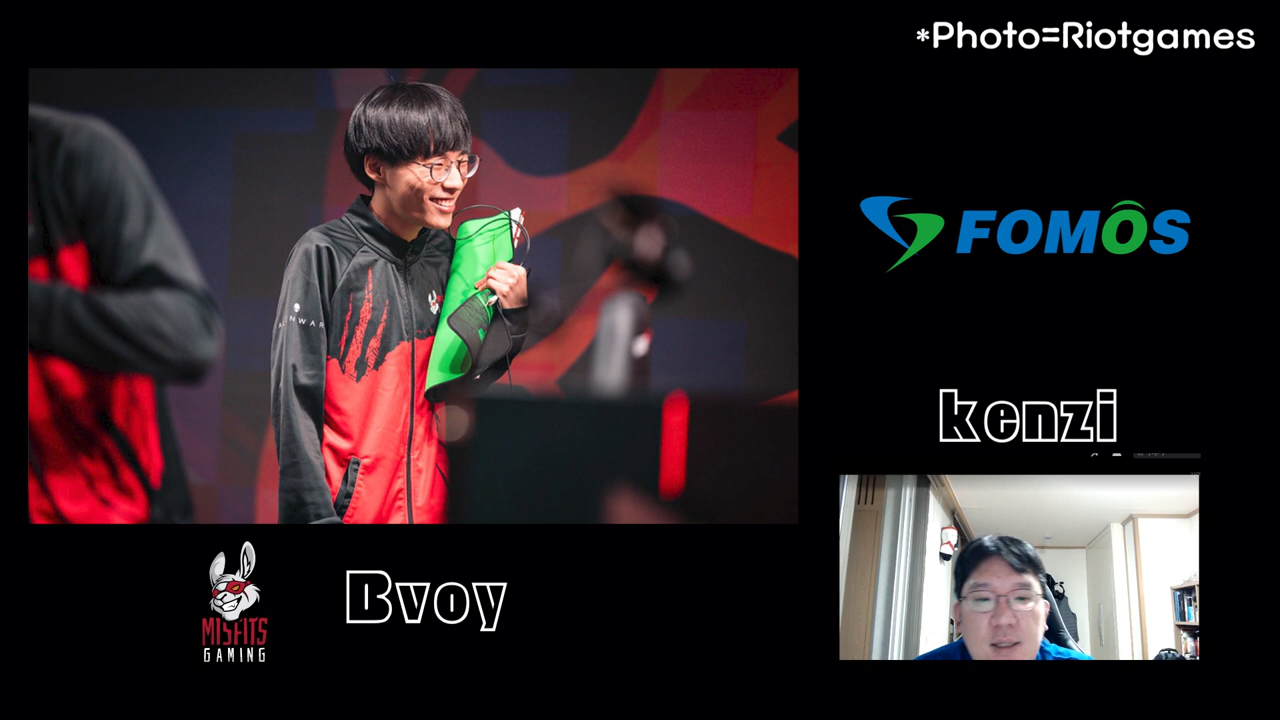 *Photo=Riotgames
FOMOS
kenzi
MISFITS
GAMING
Bvoy